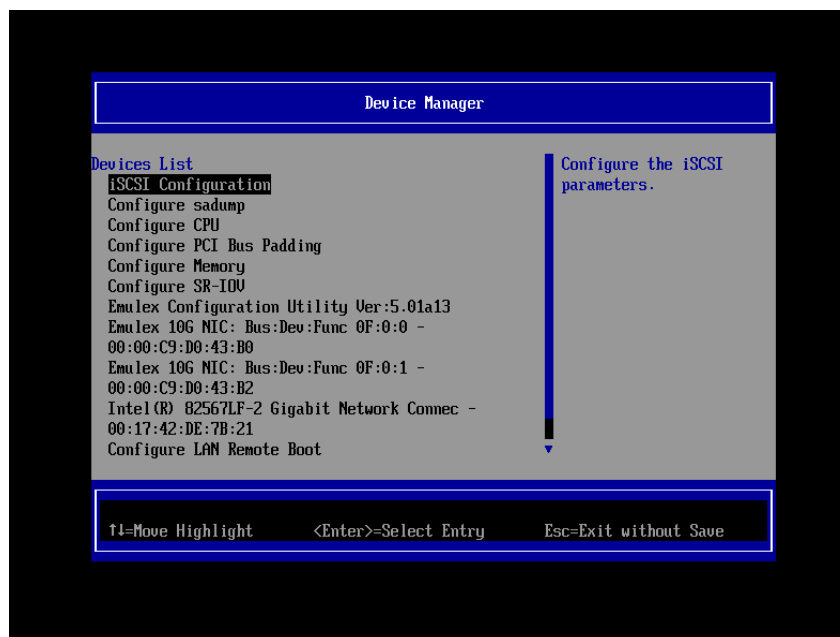 Device Manager
Devices List
iSCSI Configuration
Configure sadump
Configure CPU
Configure PCI Bus Padding
Configure Memory
Configure SR-IOV
Emulex Configuration Utility Ver:5.01a13
Emulex 10G NIC: Bus:Dev:Func 0F:0:0 -
00:00:C9:D0:43:B0
Emulex 10G NIC: Bus:Dev:Func 0F:0:1 -
00:00:C9:D0:43:B2
Intel(R) 82567LF-2 Gigabit Network Connec -
00:17:42:DE:7B:21
Configure LAN Remote Boot
Configure the iSCSI
parameters.
↑↓=Move Highlight <Enter>=Select Entry Esc=Exit without Save